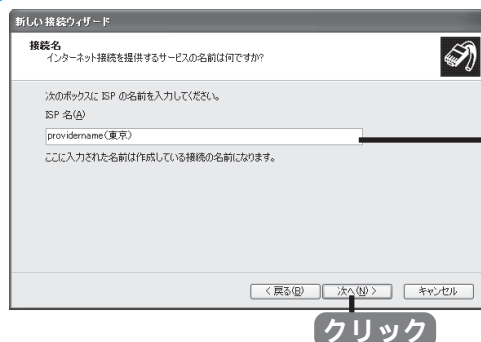 新しい接続ウィザード
接続名
インターネット接続を提供するサービスの名前は何ですか?
次のボックスに ISP の名前を入力してください。
ISP 名(A)
providername(東京)
ここに入力された名前は作成している接続の名前になります。
< 戻る(B)
次へ(N) >
キャンセル
クリック